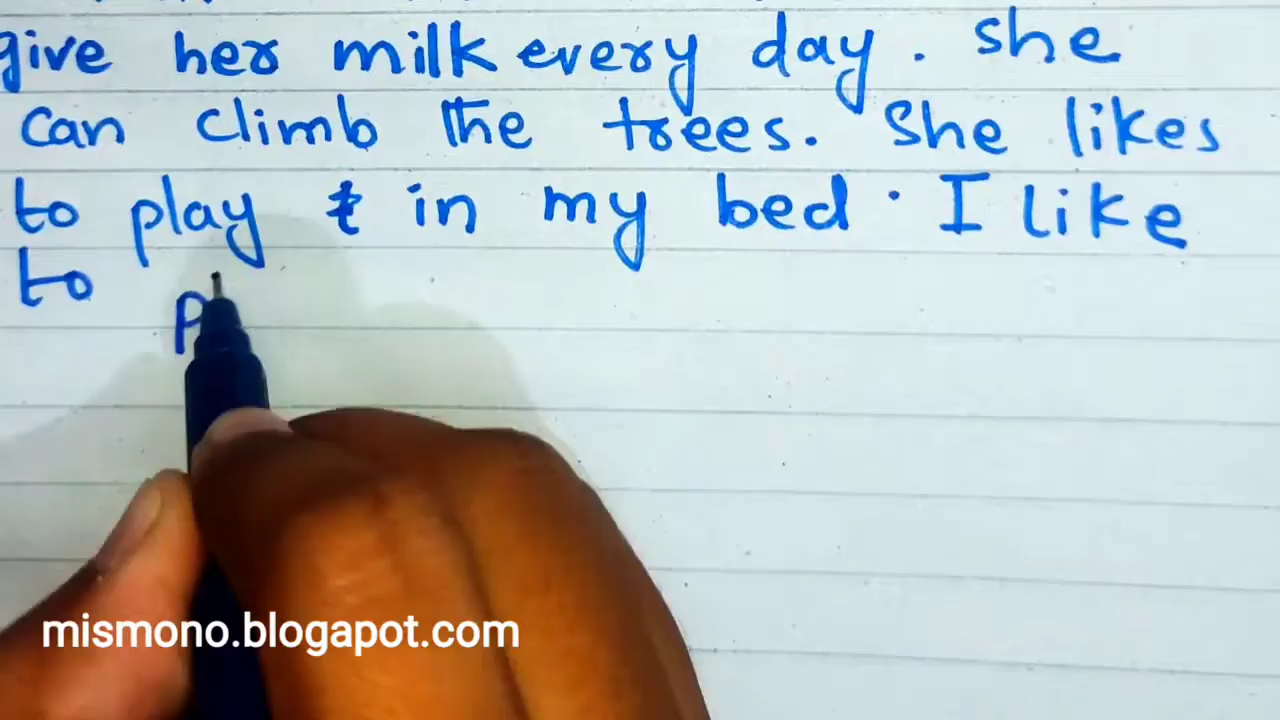 give her milk every day. She
can climb the trees. She likes
to play in my bed. I like
to p
mismono.blogapot.com